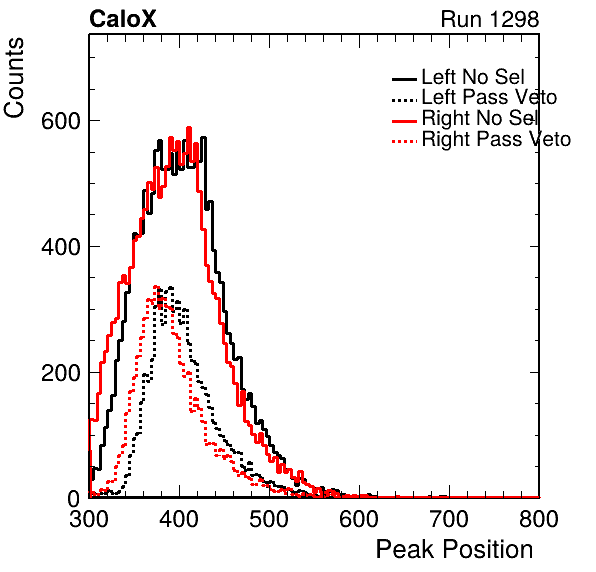 CaloX Run 1298
Counts
Left No Sel
Left Pass Veto
Right No Sel
Right Pass Veto
600
400
200
0
300 400 500 600 700 800
Peak Position